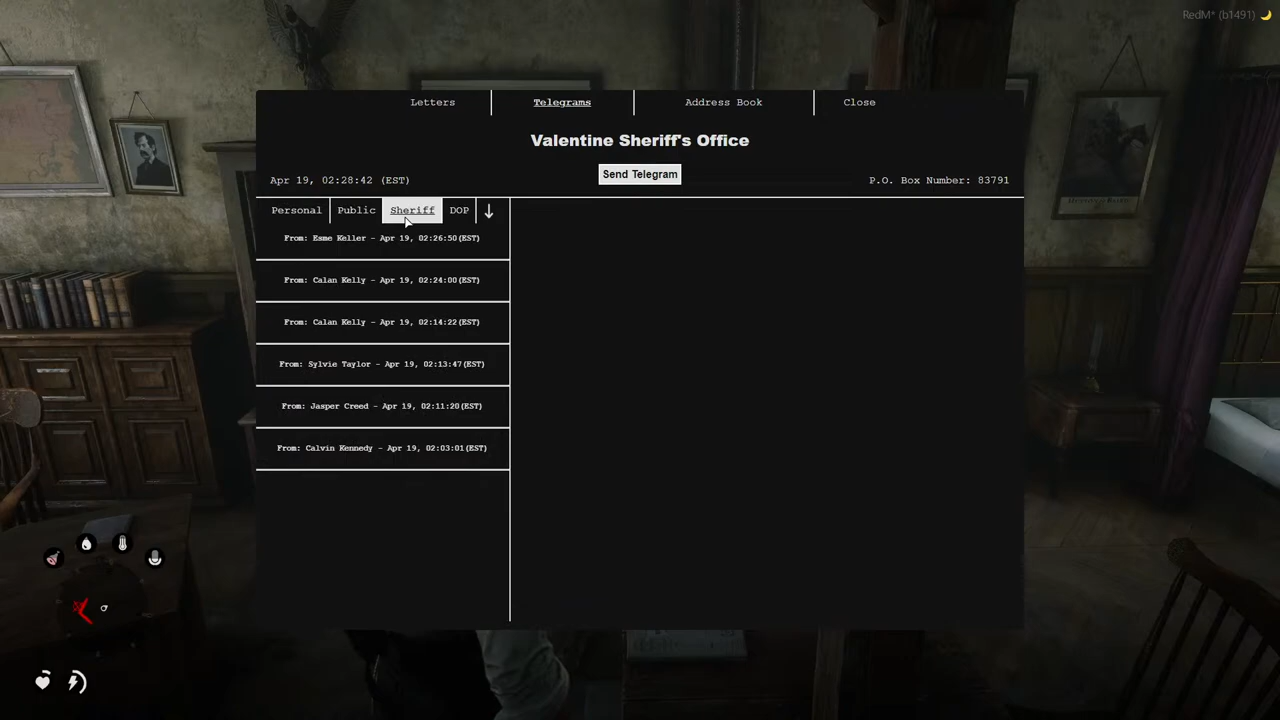 RedM* (b1491)
Letters
Telegrams
Address Book
Close
Valentine Sheriff's Office
Apr 19, 02:28:42 (EST)
Send Telegram
P.O. Box Number: 83791
Personal
Public
Sheriff
DOP
From: Esme Keller - Apr 19, 02:26:50(EST)
From: Calan Kelly - Apr 19, 02:24:00(EST)
From: Calan Kelly - Apr 19, 02:14:22(EST)
From: Sylvie Taylor - Apr 19, 02:13:47(EST)
From: Jasper Creed - Apr 19, 02:11:20(EST)
From: Calvin Kennedy - Apr 19, 02:03:01(EST)